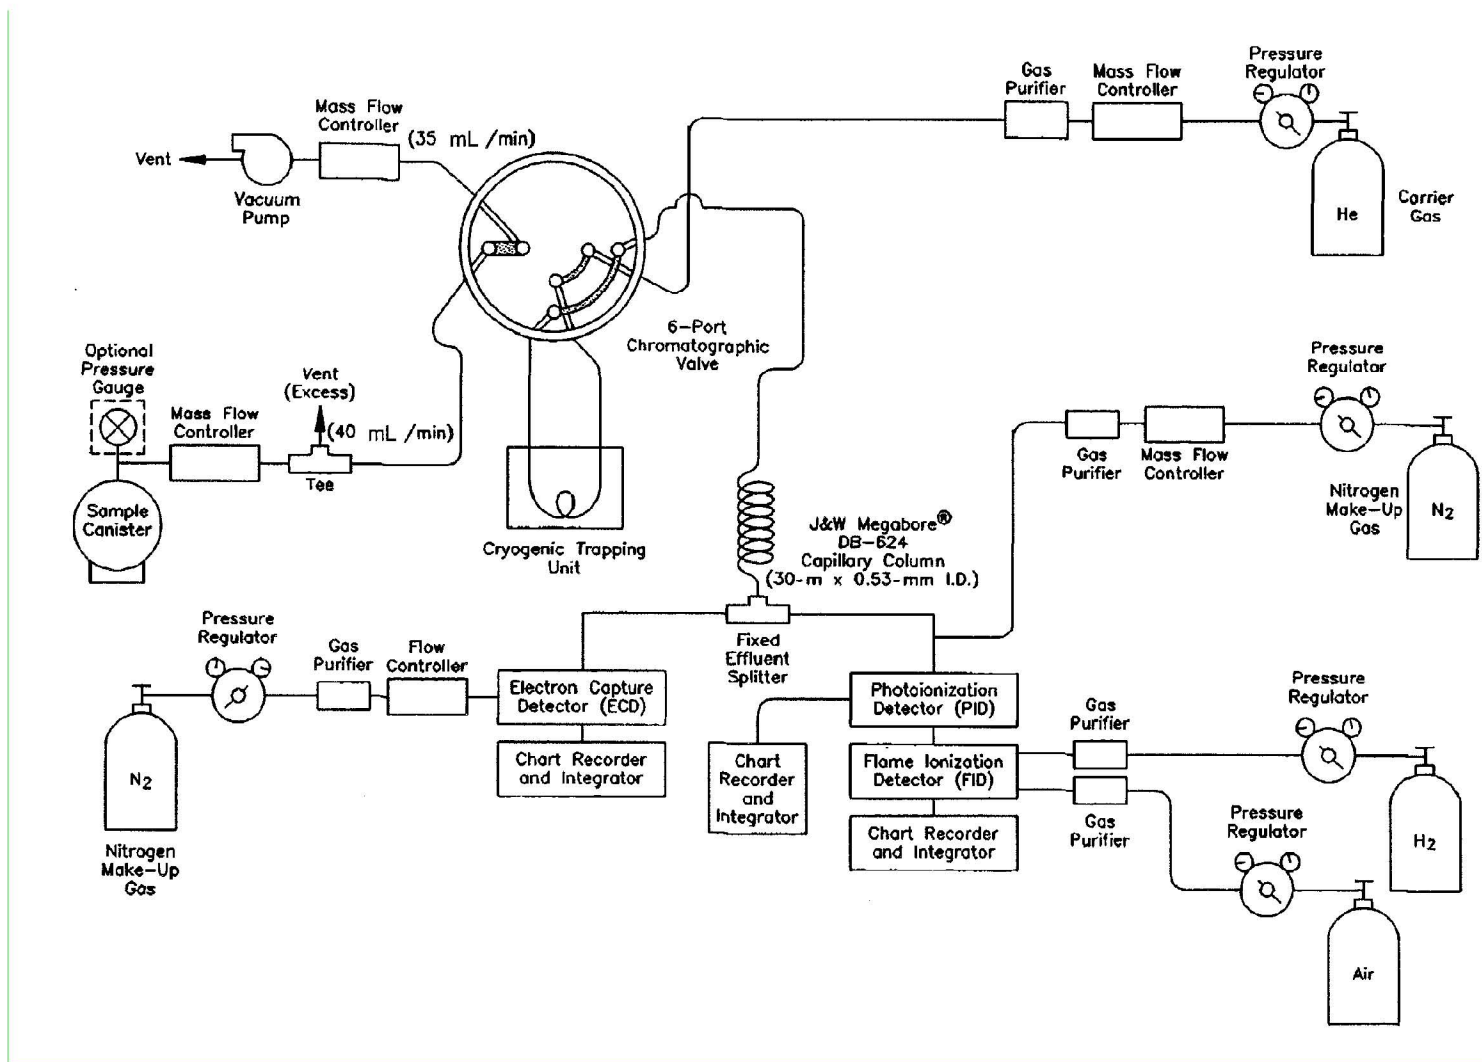 Pressure
Regulator
Gas
Purifier
Mass Flow
Controller
He
Carrier
Gas
Mass Flow
Controller
(35 mL /min)
Vent
Vacuum
Pump
6-Port
Chromatographic
Valve
Optional
Pressure
Gauge
Mass Flow
Controller
Vent
(Excess)
(40 mL /min)
Tee
Sample
Canister
Cryogenic Trapping
Unit
Pressure
Regulator
Gas
Purifier
Mass Flow
Controller
Nitrogen
Make-Up
Gas
N2
J&W Megabore®
DB-624
Capillary Column
(30-m x 0.53-mm I.D.)
Fixed
Effluent
Splitter
Pressure
Regulator
Gas
Purifier
Flow
Controller
N2
Nitrogen
Make-Up
Gas
Electron Capture
Detector (ECD)
Chart Recorder
and Integrator
Photoionization
Detector (PID)
Chart
Recorder
and
Integrator
Flame Ionization
Detector (FID)
Chart Recorder
and Integrator
Gas
Purifier
Pressure
Regulator
H2
Gas
Purifier
Pressure
Regulator
Air